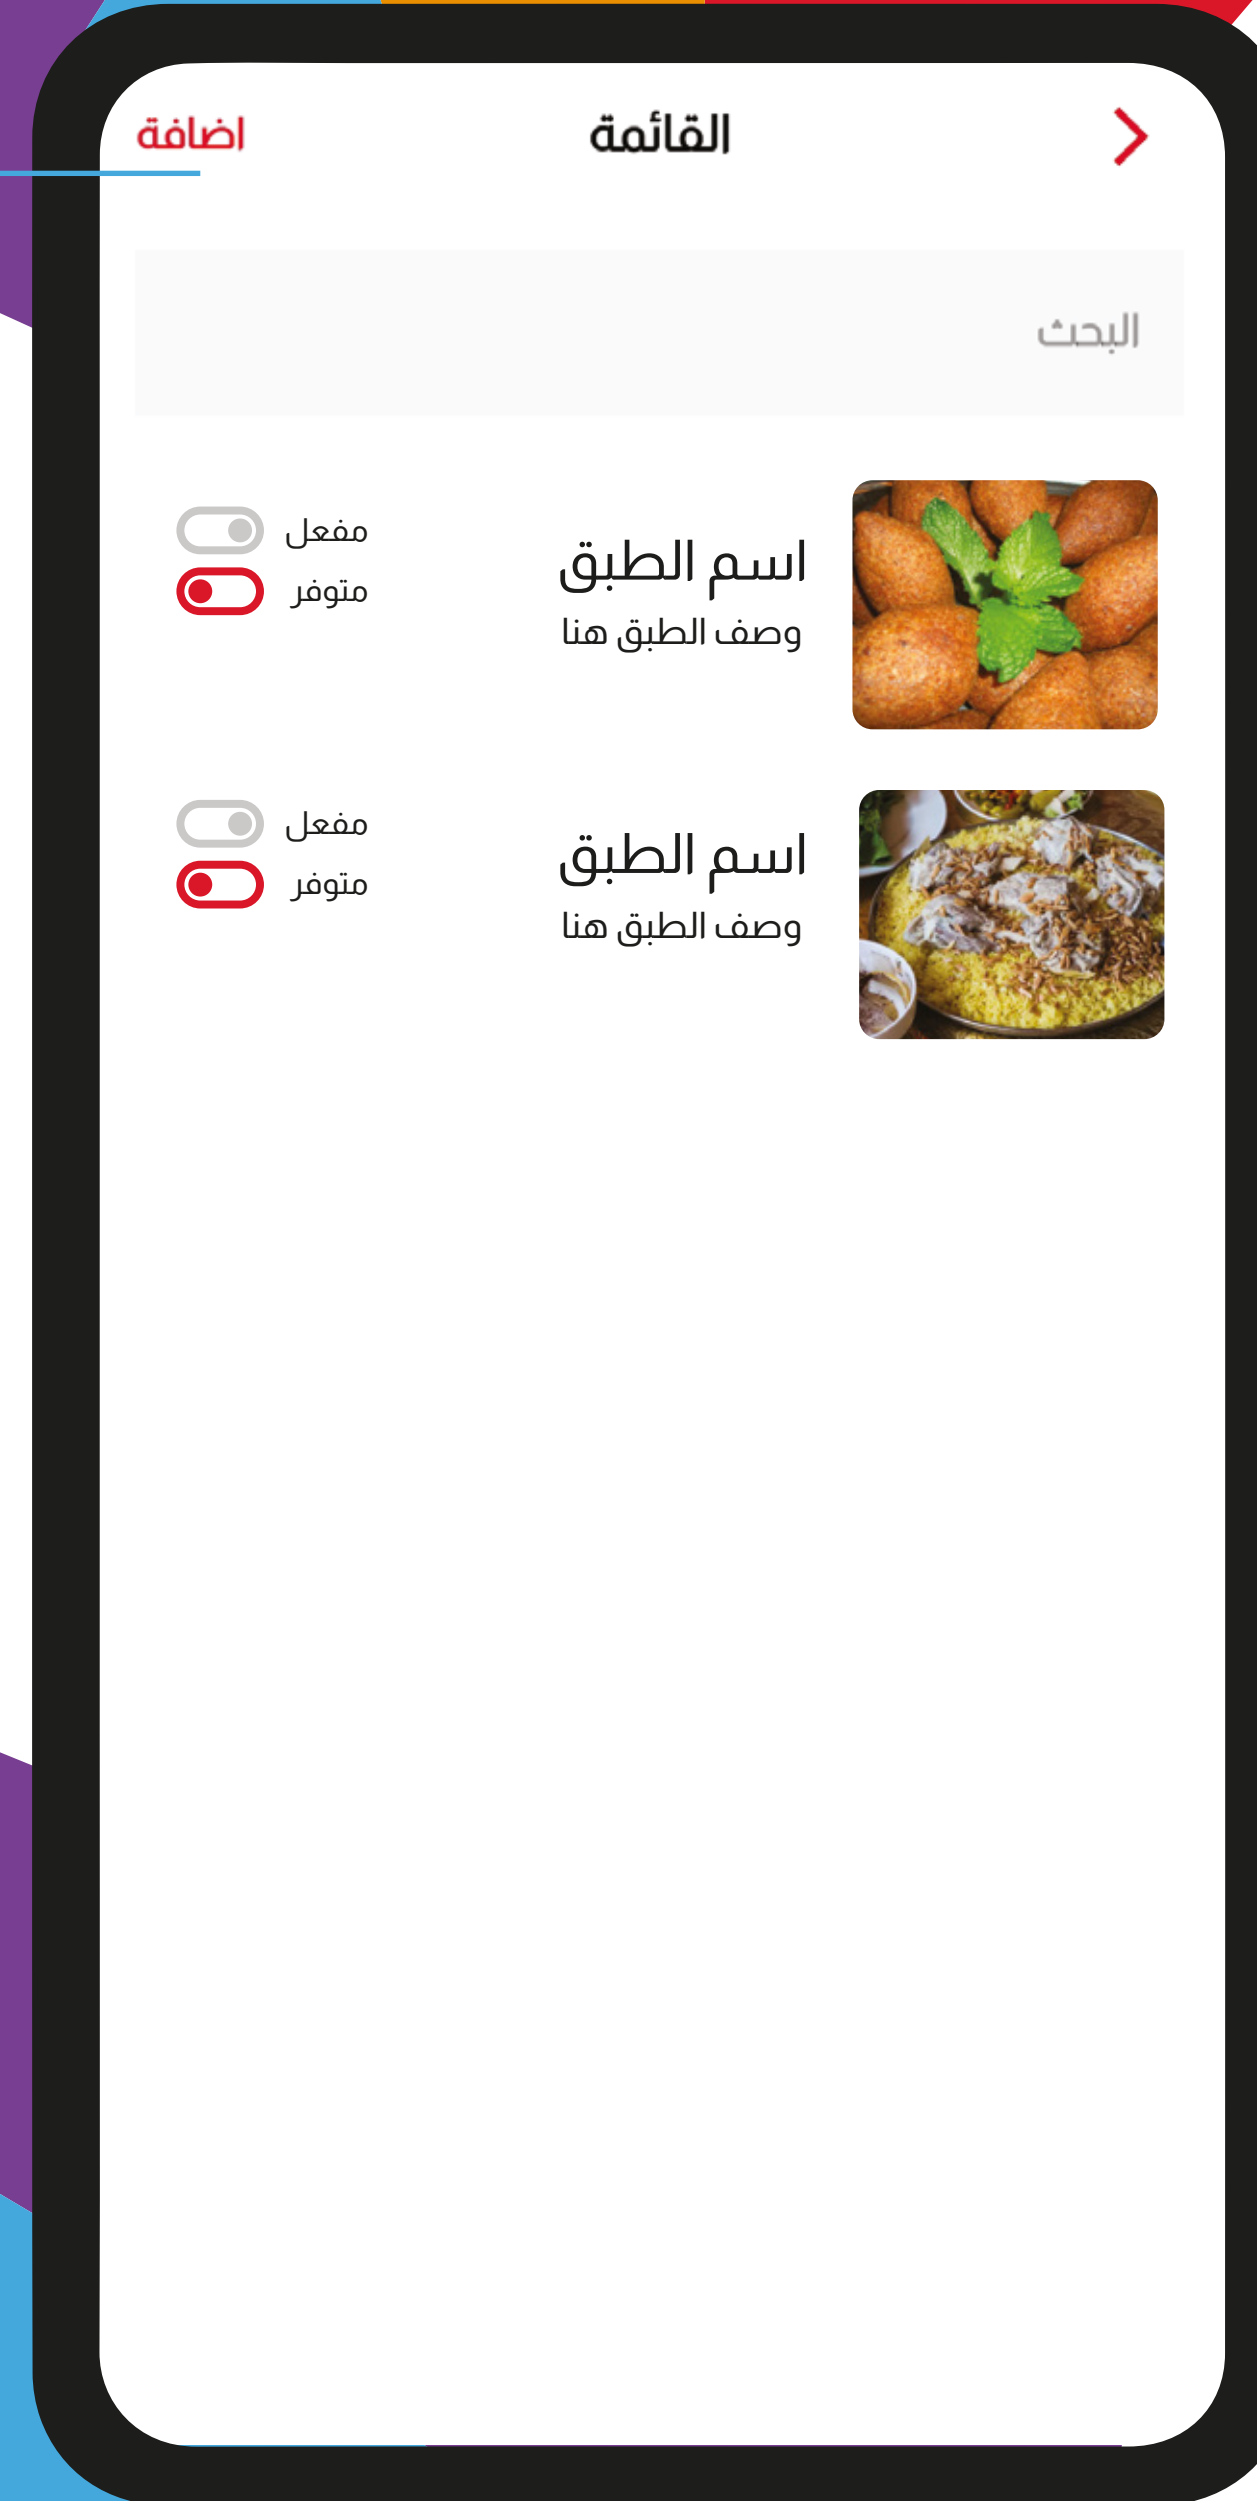 القائمة
اضافة
البحث
اسم الطبق
وصف الطبق هنا
مفعل
متوفر
اسم الطبق
وصف الطبق هنا
مفعل
متوفر